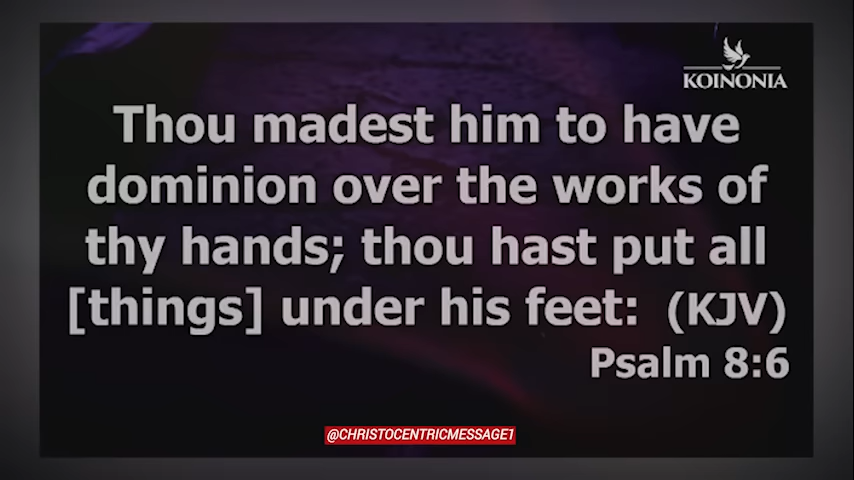 KOINONIA
Thou madest him to have
dominion over the works of
thy hands; thou hast put all
[things] under his feet: (KJV)
Psalm 8:6
@CHRISTOCENTRICMESSAGE1